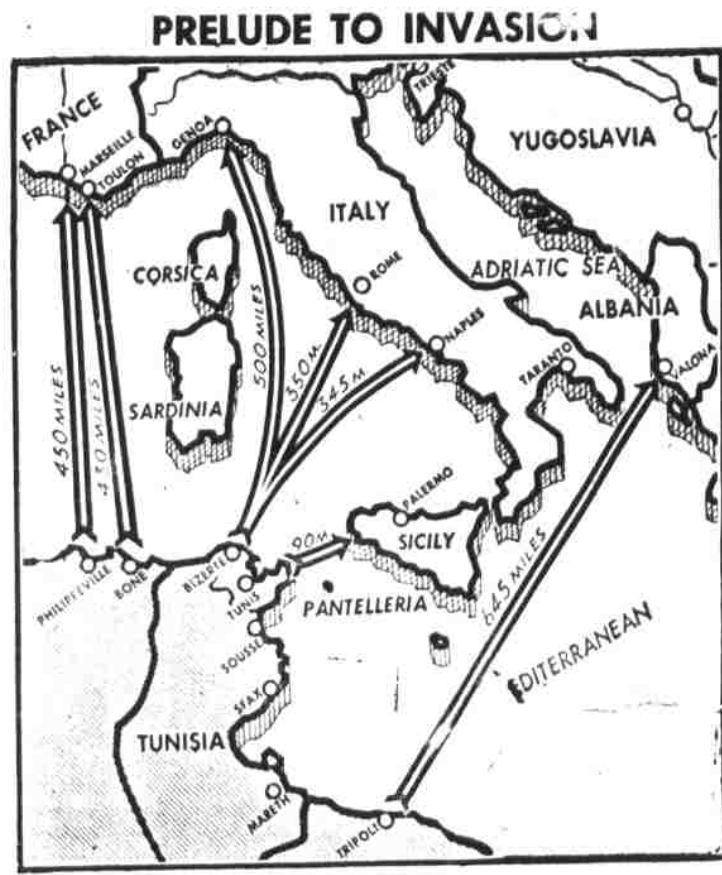 PRELUDE TO INVASION
FRANCE
MARSEILLE
TOULON
GENOA
TRIESTE
YUGOSLAVIA
ITALY
ADRIATIC SEA
ALBANIA
CORSICA
ROME
NAPLES
TARANTO
VALONA
SARDINIA
450 MILES
430 MILES
500 MILES
350 M.
345 M
PALERMO
SICILY
90 M
PHILIPPEVILLE
BONE
BIZERTE
TUNIS
PANTELLERIA
645 MILES
SOUSSE
EDITERRANEAN
SFAX
TUNISIA
MARETH
TRIPOLI